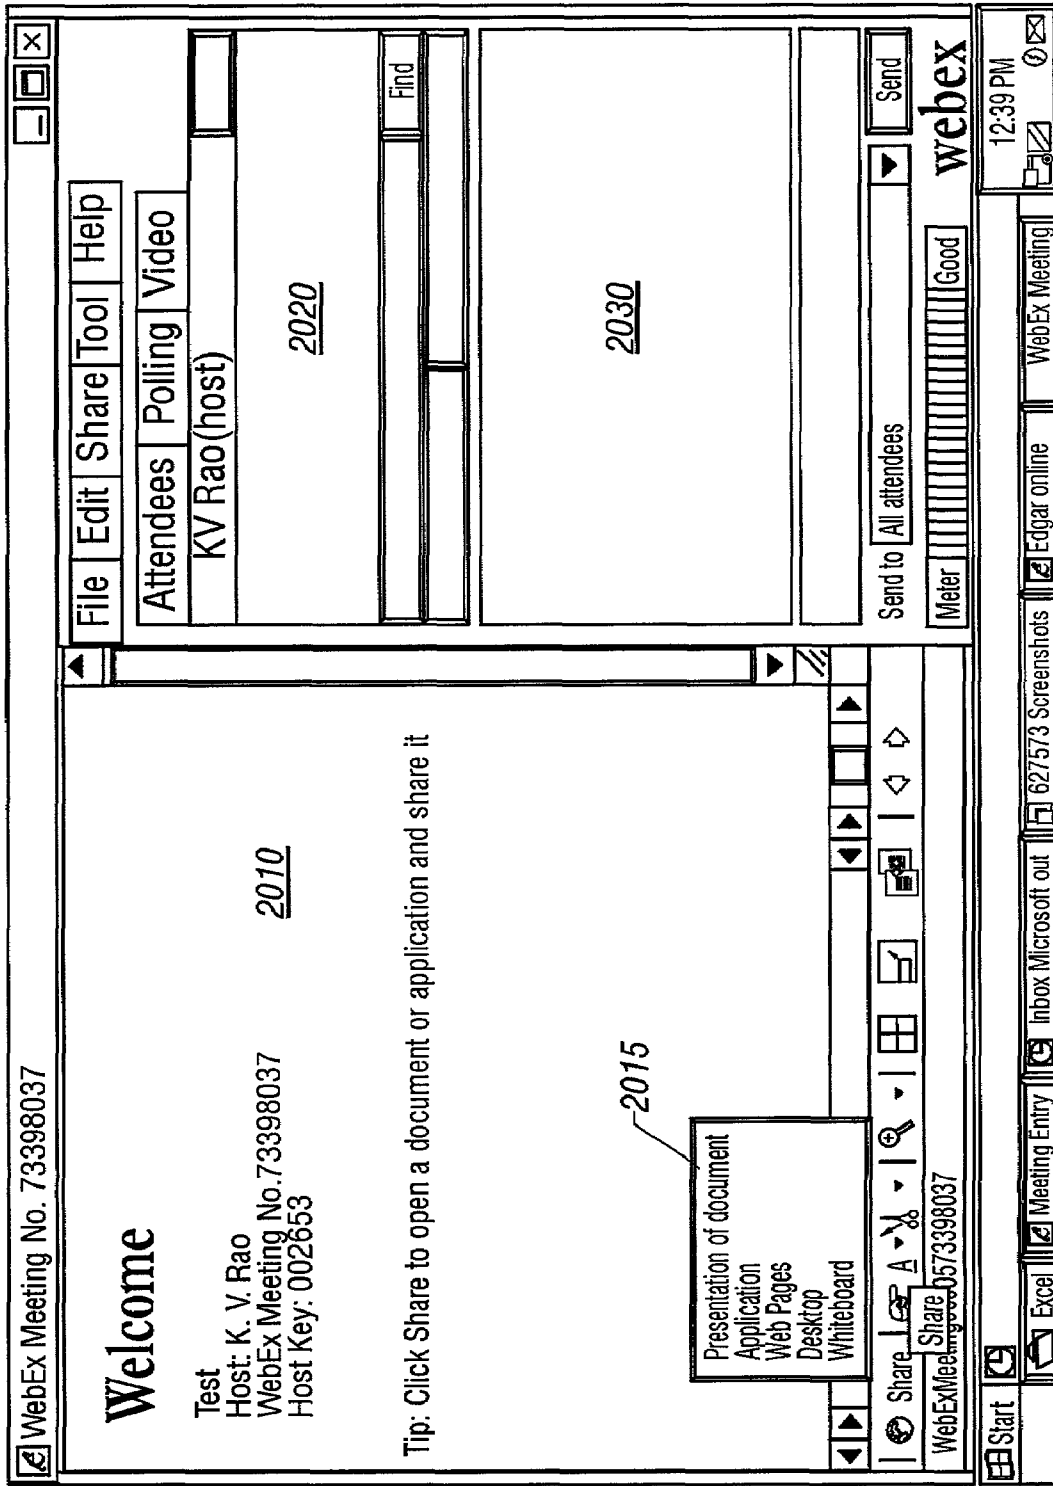 WebEx Meeting No. 73398037
Welcome
Test
Host: K. V. Rao
WebEx Meeting No.73398037
Host Key: 002653
2010
Tip: Click Share to open a document or application and share it
2015
Presentation of document
Application
Web Pages
Desktop
Whiteboard
Share
A
Share
0573398037
File Edit Share Tool Help
Attendees Polling Video
KV Rao(host)
2020
Find
2030
Send to All attendees
Send
Meter Good
webex
Start
12:39 PM
Excel
Meeting Entry
Inbox Microsoft out
627573 Screenshots
Edgar online
WebEx Meeting